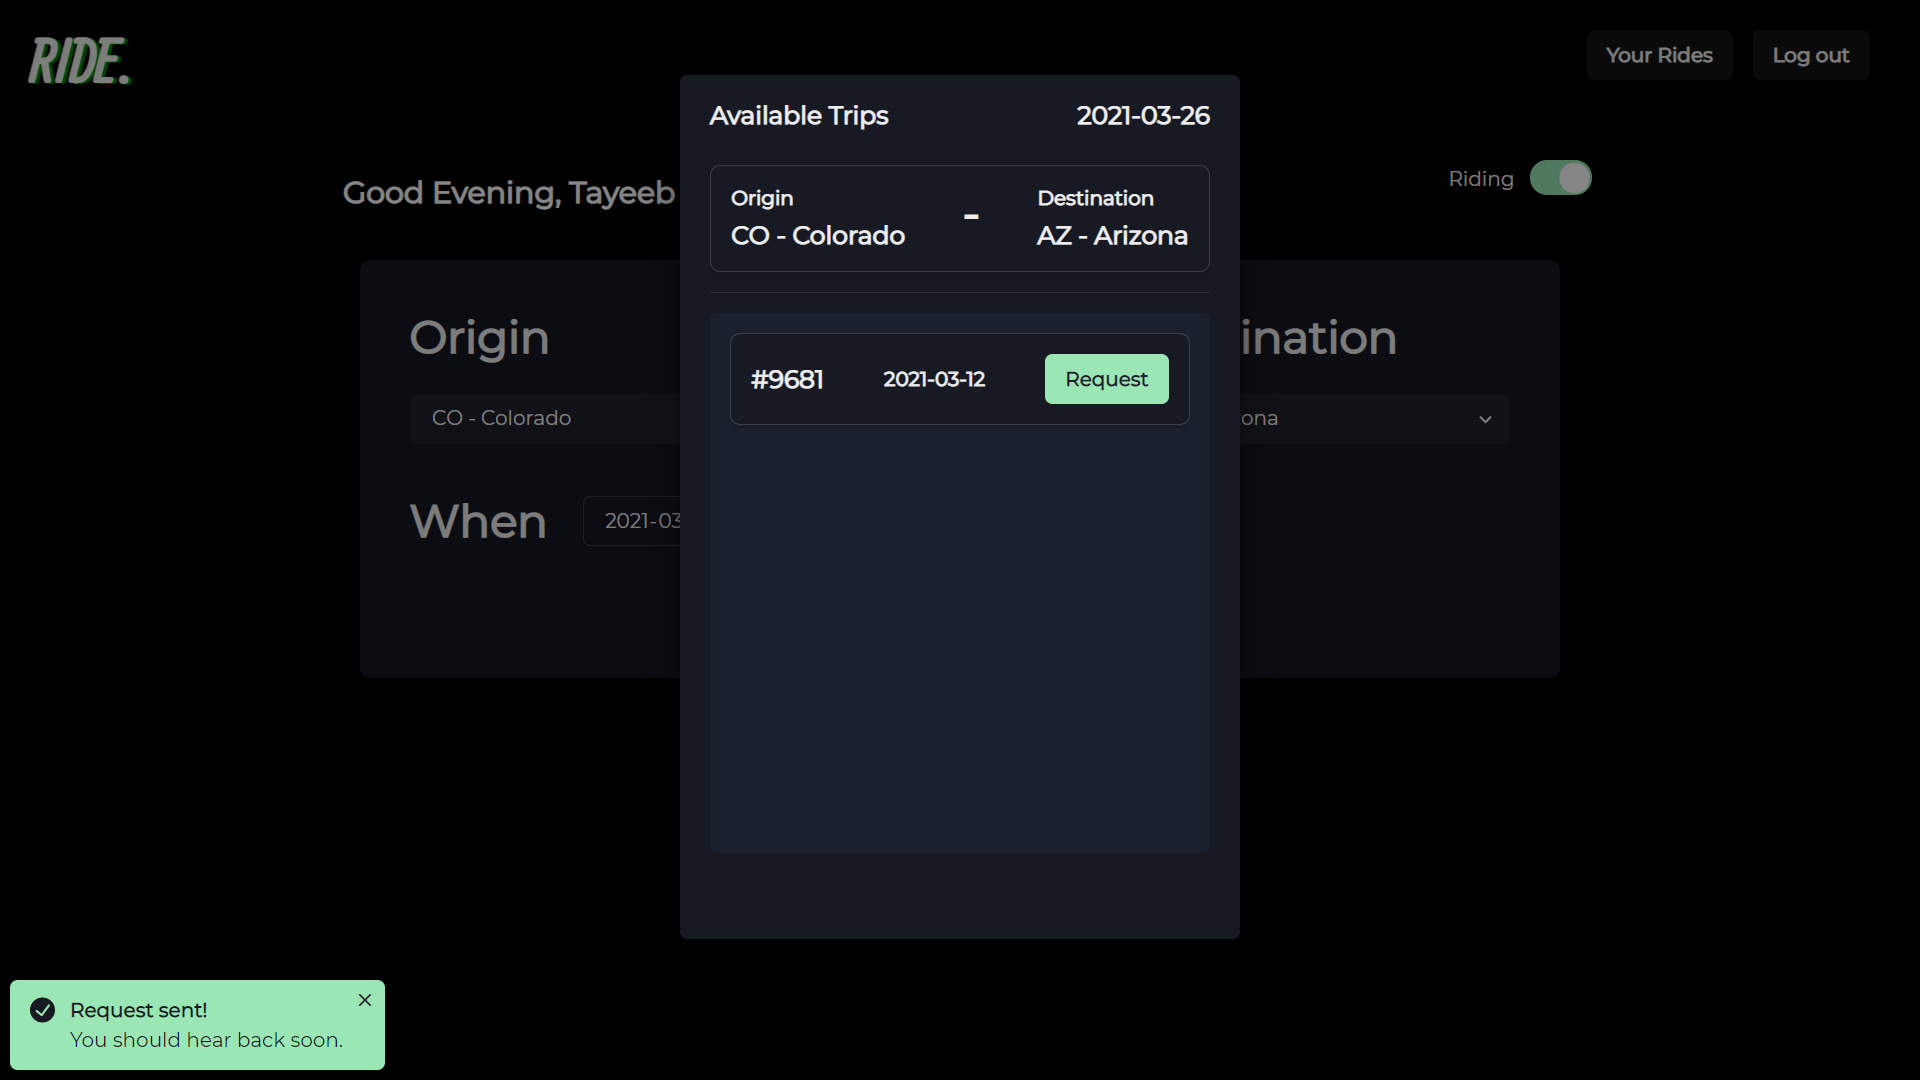 RIDE.
Your Rides
Log out
Available Trips
2021-03-26
Good Evening, Tayeeb
Riding
Origin
CO - Colorado
-
Destination
AZ - Arizona
Origin
ination
#9681
2021-03-12
Request
CO - Colorado
ona
When
2021-03
Request sent!
You should hear back soon.